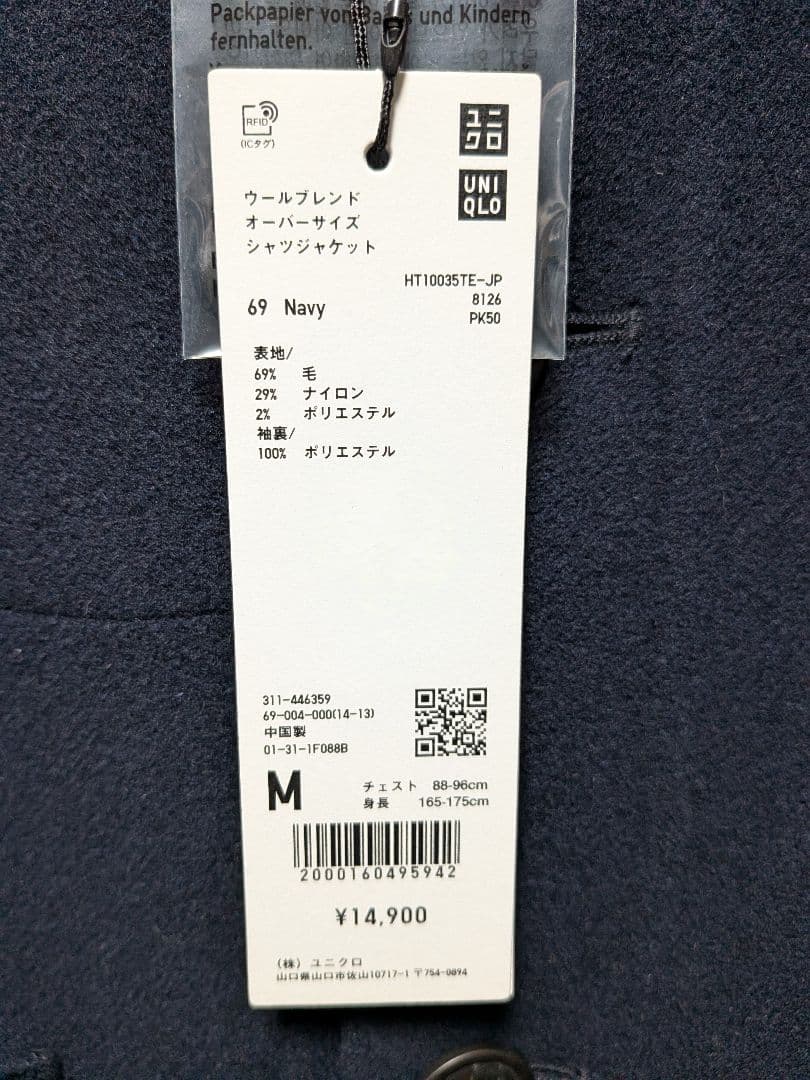 Packpapier von Babys und Kindern
fernhalten.
RFID
(ICタグ)
ユニ
クロ
UNI
QLO
ウールブレンド
オーバーサイズ
シャツジャケット
HT10035TE-JP
8126
PK50
69 Navy
表地/
69% 毛
29% ナイロン
2% ポリエステル
袖裏/
100% ポリエステル
311-446359
69-004-000(14-13)
中国製
01-31-1F088B
M
チェスト 88-96cm
身長 165-175cm
2000160495942
¥14,900
(株) ユニクロ
山口県山口市佐山10717-1 〒754-0894